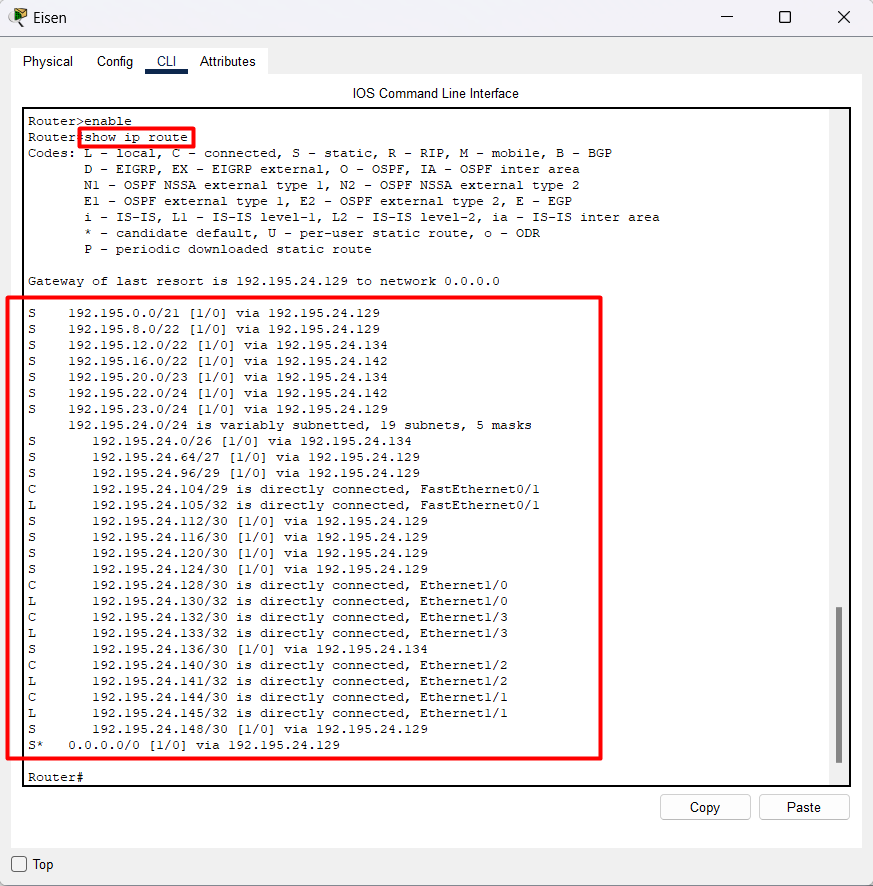 Eisen
Physical Config CLI Attributes
IOS Command Line Interface
Router>enable
Router#show ip route
Codes: L - local, C - connected, S - static, R - RIP, M - mobile, B - BGP
D - EIGRP, EX - EIGRP external, O - OSPF, IA - OSPF inter area
N1 - OSPF NSSA external type 1, N2 - OSPF NSSA external type 2
E1 - OSPF external type 1, E2 - OSPF external type 2, E - EGP
i - IS-IS, L1 - IS-IS level-1, L2 - IS-IS level-2, ia - IS-IS inter area
* - candidate default, U - per-user static route, o - ODR
P - periodic downloaded static route
Gateway of last resort is 192.195.24.129 to network 0.0.0.0
S 192.195.0.0/21 [1/0] via 192.195.24.129
S 192.195.8.0/22 [1/0] via 192.195.24.129
S 192.195.12.0/22 [1/0] via 192.195.24.134
S 192.195.16.0/22 [1/0] via 192.195.24.142
S 192.195.20.0/23 [1/0] via 192.195.24.134
S 192.195.22.0/24 [1/0] via 192.195.24.142
S 192.195.23.0/24 [1/0] via 192.195.24.129
192.195.24.0/24 is variably subnetted, 19 subnets, 5 masks
S 192.195.24.0/26 [1/0] via 192.195.24.134
S 192.195.24.64/27 [1/0] via 192.195.24.129
S 192.195.24.96/29 [1/0] via 192.195.24.129
C 192.195.24.104/29 is directly connected, FastEthernet0/1
L 192.195.24.105/32 is directly connected, FastEthernet0/1
S 192.195.24.112/30 [1/0] via 192.195.24.129
S 192.195.24.116/30 [1/0] via 192.195.24.129
S 192.195.24.120/30 [1/0] via 192.195.24.129
S 192.195.24.124/30 [1/0] via 192.195.24.129
C 192.195.24.128/30 is directly connected, Ethernet1/0
L 192.195.24.130/32 is directly connected, Ethernet1/0
C 192.195.24.132/30 is directly connected, Ethernet1/3
L 192.195.24.133/32 is directly connected, Ethernet1/3
S 192.195.24.136/30 [1/0] via 192.195.24.134
C 192.195.24.140/30 is directly connected, Ethernet1/2
L 192.195.24.141/32 is directly connected, Ethernet1/2
C 192.195.24.144/30 is directly connected, Ethernet1/1
L 192.195.24.145/32 is directly connected, Ethernet1/1
S 192.195.24.148/30 [1/0] via 192.195.24.129
S* 0.0.0.0/0 [1/0] via 192.195.24.129
Router#
Copy Paste
Top